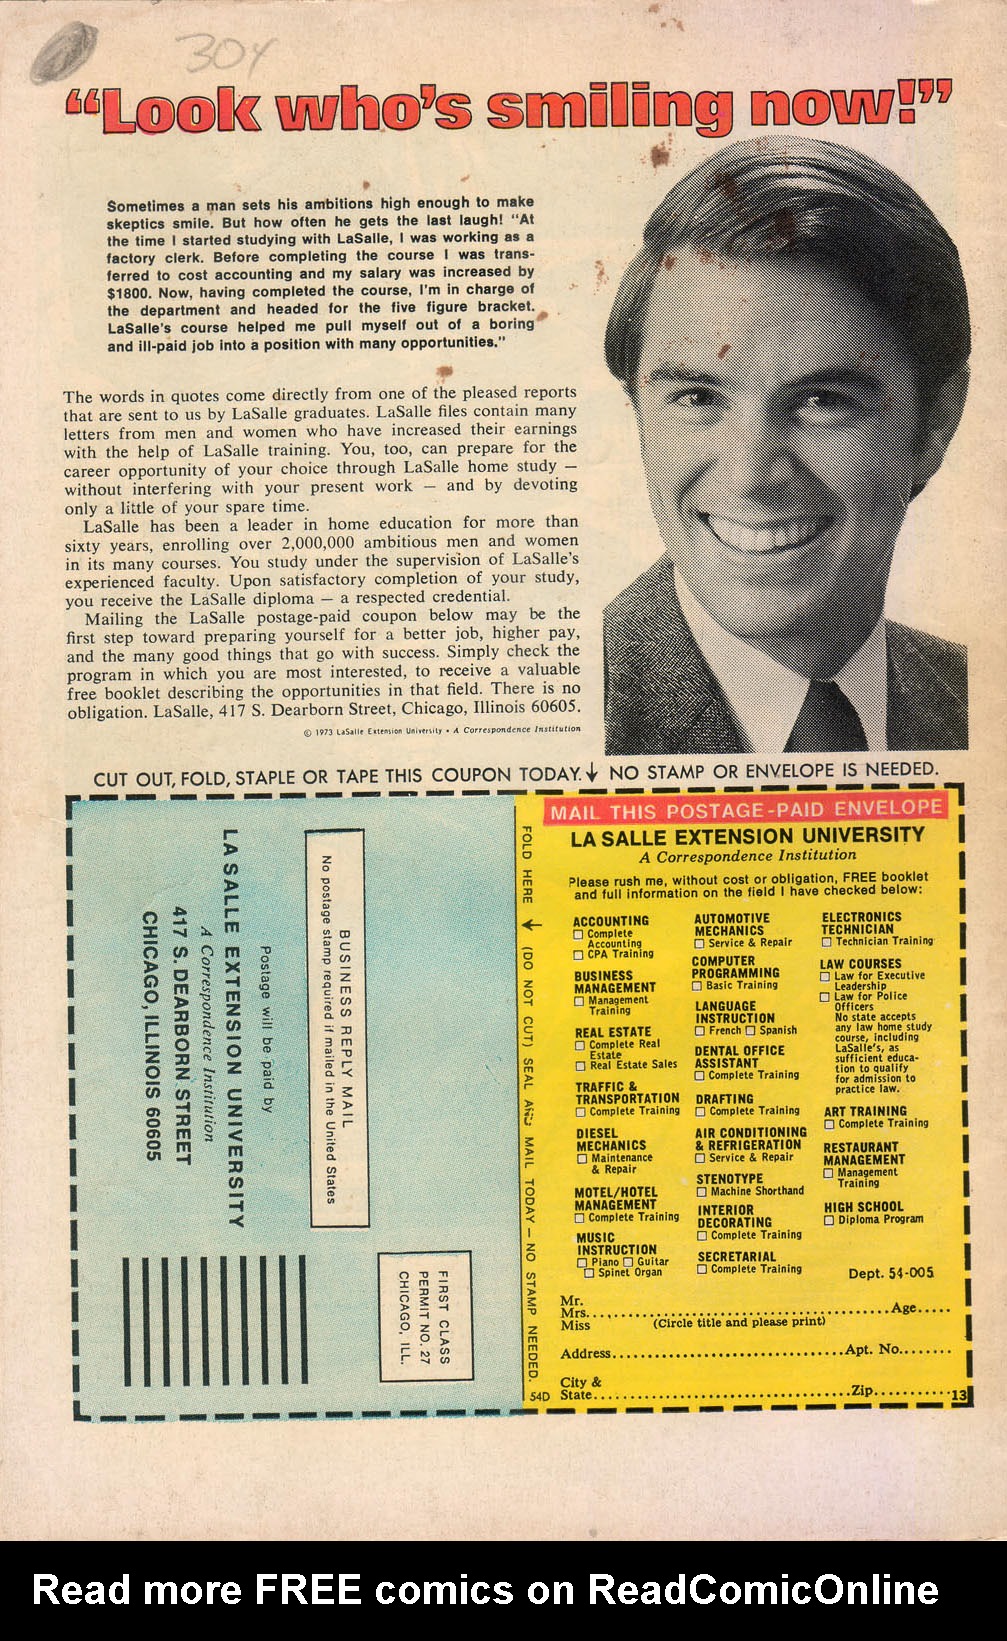 304
“Look who's smiling now!”
Sometimes a man sets his ambitions high enough to make
skeptics smile. But how often he gets the last laugh! "At
the time I started studying with LaSalle, I was working as a
factory clerk. Before completing the course I was trans-
ferred to cost accounting and my salary was increased by
$1800. Now, having completed the course, I'm in charge of
the department and headed for the five figure bracket.
LaSalle's course helped me pull myself out of a boring
and ill-paid job into a position with many opportunities."
The words in quotes come directly from one of the pleased reports
that are sent to us by LaSalle graduates. LaSalle files contain many
letters from men and women who have increased their earnings
with the help of LaSalle training. You, too, can prepare for the
career opportunity of your choice through LaSalle home study —
without interfering with your present work — and by devoting
only a little of your spare time.
LaSalle has been a leader in home education for more than
sixty years, enrolling over 2,000,000 ambitious men and women
in its many courses. You study under the supervision of LaSalle's
experienced faculty. Upon satisfactory completion of your study,
you receive the LaSalle diploma — a respected credential.
Mailing the LaSalle postage-paid coupon below may be the
first step toward preparing yourself for a better job, higher pay,
and the many good things that go with success. Simply check the
program in which you are most interested, to receive a valuable
free booklet describing the opportunities in that field. There is no
obligation. LaSalle, 417 S. Dearborn Street, Chicago, Illinois 60605.
© 1973 LaSalle Extension University • A Correspondence Institution
CUT OUT, FOLD, STAPLE OR TAPE THIS COUPON TODAY. ↓ NO STAMP OR ENVELOPE IS NEEDED.
BUSINESS REPLY MAIL
No postage stamp required if mailed in the United States
Postage will be paid by
LA SALLE EXTENSION UNIVERSITY
A Correspondence Institution
417 S. DEARBORN STREET
CHICAGO, ILLINOIS 60605
FIRST CLASS
PERMIT NO. 27
CHICAGO, ILL.
FOLD HERE ← (DO NOT CUT) SEAL AND MAIL TODAY — NO STAMP NEEDED.
54D
MAIL THIS POSTAGE-PAID ENVELOPE
LA SALLE EXTENSION UNIVERSITY
A Correspondence Institution
Please rush me, without cost or obligation, FREE booklet
and full information on the field I have checked below:
ACCOUNTING
☐ Complete
Accounting
☐ CPA Training
BUSINESS
MANAGEMENT
☐ Management
Training
REAL ESTATE
☐ Complete Real
Estate
☐ Real Estate Sales
TRAFFIC &
TRANSPORTATION
☐ Complete Training
DIESEL
MECHANICS
☐ Maintenance
& Repair
MOTEL/HOTEL
MANAGEMENT
☐ Complete Training
MUSIC
INSTRUCTION
☐ Piano ☐ Guitar
☐ Spinet Organ
AUTOMOTIVE
MECHANICS
☐ Service & Repair
COMPUTER
PROGRAMMING
☐ Basic Training
LANGUAGE
INSTRUCTION
☐ French ☐ Spanish
DENTAL OFFICE
ASSISTANT
☐ Complete Training
DRAFTING
☐ Complete Training
AIR CONDITIONING
& REFRIGERATION
☐ Service & Repair
STENOTYPE
☐ Machine Shorthand
INTERIOR
DECORATING
☐ Complete Training
SECRETARIAL
☐ Complete Training
ELECTRONICS
TECHNICIAN
☐ Technician Training
LAW COURSES
☐ Law for Executive
Leadership
☐ Law for Police
Officers
No state accepts
any law home study
course, including
LaSalle's, as
sufficient educa-
tion to qualify
for admission to
practice law.
ART TRAINING
☐ Complete Training
RESTAURANT
MANAGEMENT
☐ Management
Training
HIGH SCHOOL
☐ Diploma Program
Dept. 54-005
Mr.
Mrs. Age
Miss (Circle title and please print)
Address Apt. No.
City &
State Zip 13
Read more FREE comics on ReadComicOnline